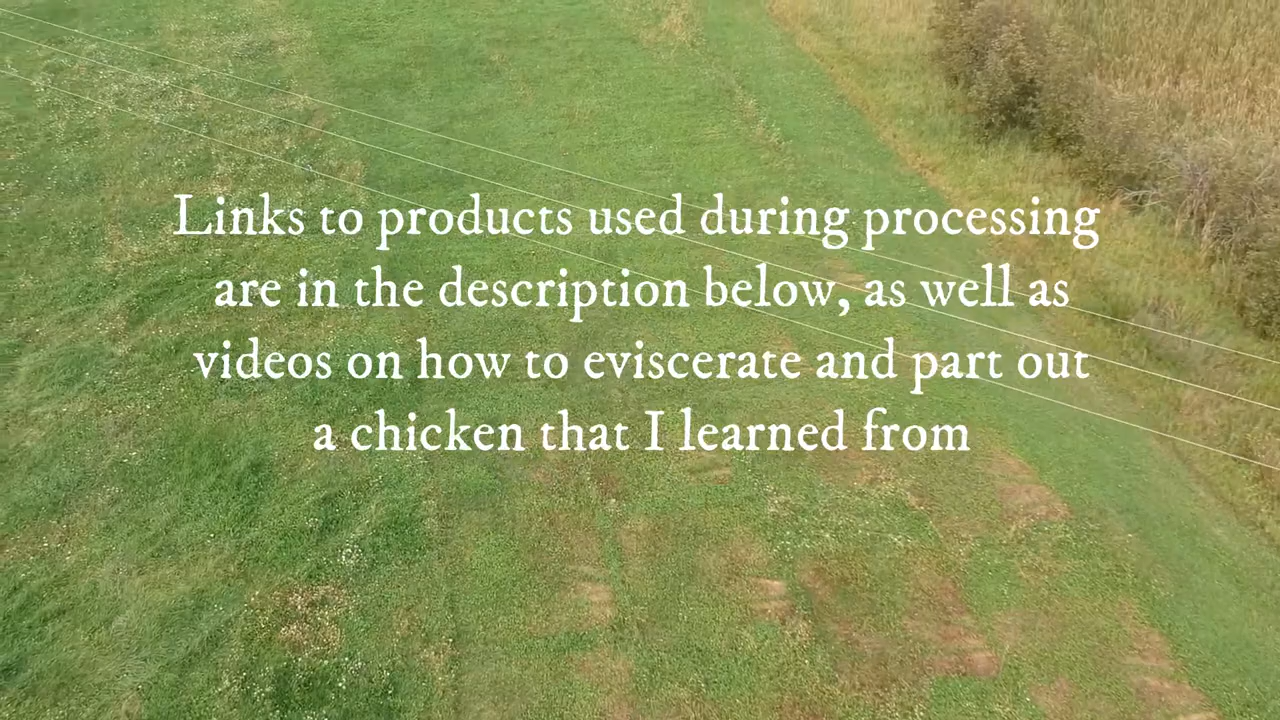 Links to products used during processing
are in the description below, as well as
videos on how to eviscerate and part out
a chicken that I learned from